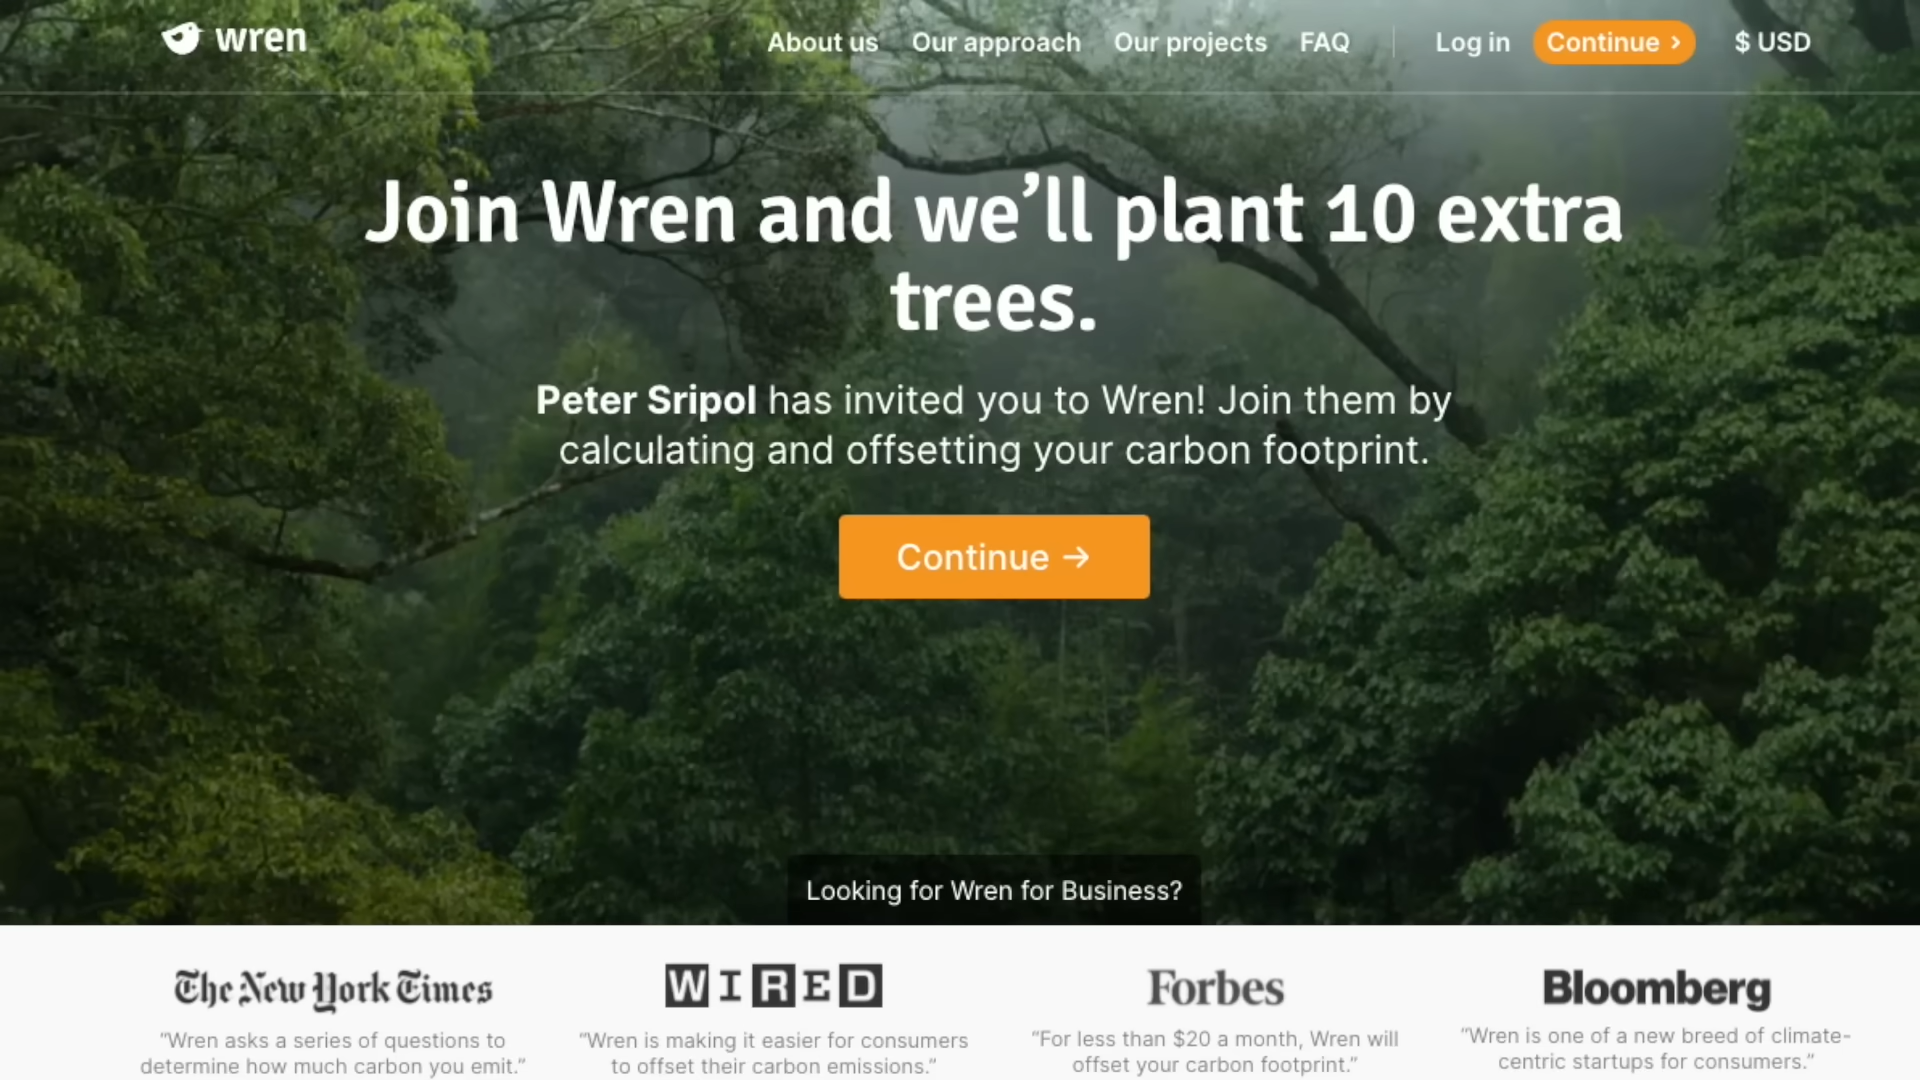 wren
About us Our approach Our projects FAQ Log in Continue › $ USD
Join Wren and we’ll plant 10 extra
trees.
Peter Sripol has invited you to Wren! Join them by
calculating and offsetting your carbon footprint.
Continue →
Looking for Wren for Business?
The New York Times
“Wren asks a series of questions to
determine how much carbon you emit.”
WIRED
“Wren is making it easier for consumers
to offset their carbon emissions.”
Forbes
“For less than $20 a month, Wren will
offset your carbon footprint.”
Bloomberg
“Wren is one of a new breed of climate-
centric startups for consumers.”